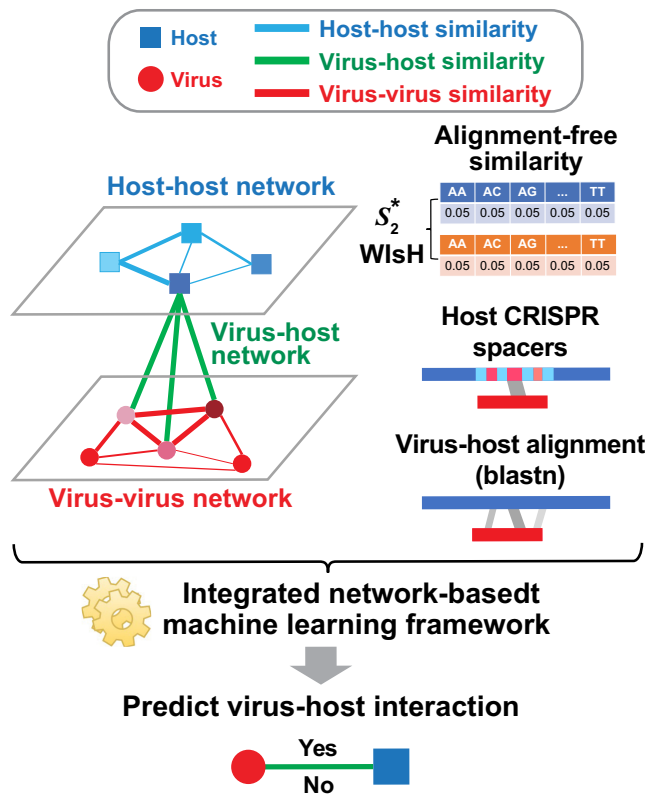 Host
Virus
Host-host similarity
Virus-host similarity
Virus-virus similarity
Host-host network
Virus-host
network
Virus-virus network
Alignment-free
similarity
S2*
WIsH
AA AC AG ... TT
0.05 0.05 0.05 0.05 0.05
AA AC AG ... TT
0.05 0.05 0.05 0.05 0.05
Host CRISPR
spacers
Virus-host alignment
(blastn)
Integrated network-basedt
machine learning framework
Predict virus-host interaction
Yes
No